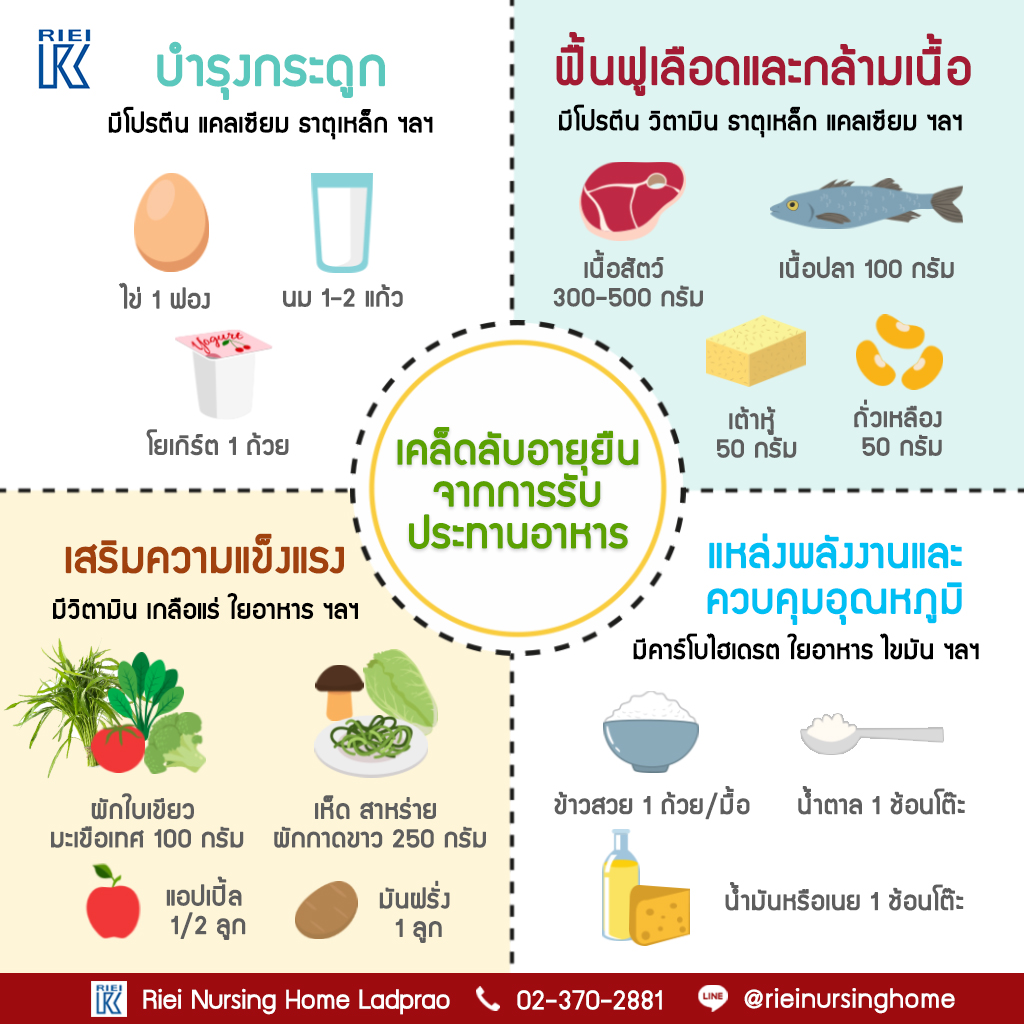 RIEI
บำรุงกระดูก
มีโปรตีน แคลเซียม ธาตุเหล็ก ฯลฯ
ไข่ 1 ฟอง
นม 1-2 แก้ว
Yogurt
โยเกิร์ต 1 ถ้วย
ฟื้นฟูเลือดและกล้ามเนื้อ
มีโปรตีน วิตามิน ธาตุเหล็ก แคลเซียม ฯลฯ
เนื้อสัตว์
300-500 กรัม
เนื้อปลา 100 กรัม
เต้าหู้
50 กรัม
ถั่วเหลือง
50 กรัม
เคล็ดลับอายุยืน
จากการรับ
ประทานอาหาร
เสริมความแข็งแรง
มีวิตามิน เกลือแร่ ใยอาหาร ฯลฯ
ผักใบเขียว
มะเขือเทศ 100 กรัม
เห็ด สาหร่าย
ผักกาดขาว 250 กรัม
แอปเปิ้ล
1/2 ลูก
มันฝรั่ง
1 ลูก
แหล่งพลังงานและ
ควบคุมอุณหภูมิ
มีคาร์โบไฮเดรต ใยอาหาร ไขมัน ฯลฯ
ข้าวสวย 1 ถ้วย/มื้อ
น้ำตาล 1 ช้อนโต๊ะ
น้ำมันหรือเนย 1 ช้อนโต๊ะ
RIEI Riei Nursing Home Ladprao 02-370-2881 LINE @rieinursinghome